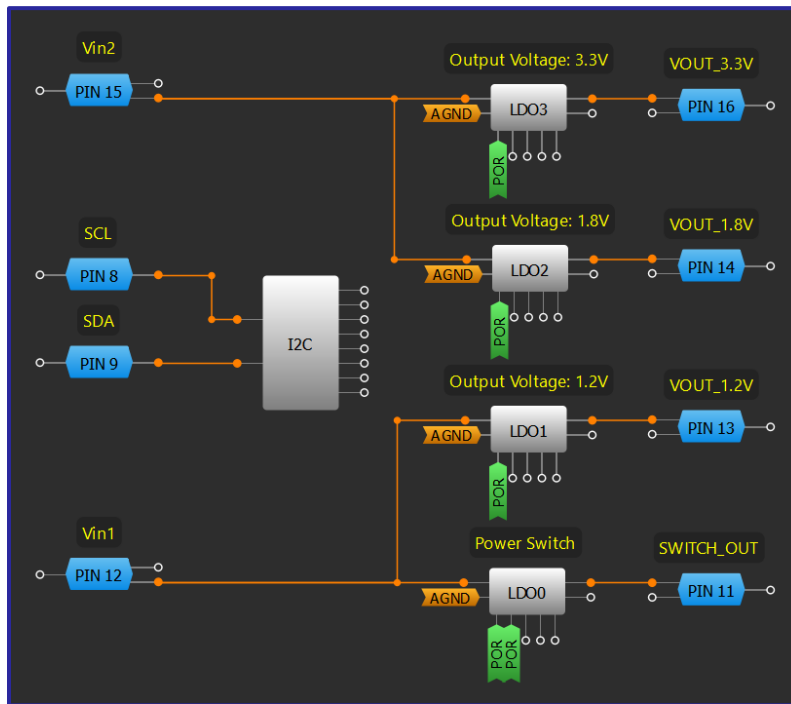 Vin2
PIN 15
Output Voltage: 3.3V
LDO3
AGND
POR
VOUT_3.3V
PIN 16
SCL
PIN 8
SDA
PIN 9
I2C
Output Voltage: 1.8V
LDO2
AGND
POR
VOUT_1.8V
PIN 14
Output Voltage: 1.2V
LDO1
AGND
POR
VOUT_1.2V
PIN 13
Vin1
PIN 12
Power Switch
LDO0
AGND
POR
POR
SWITCH_OUT
PIN 11